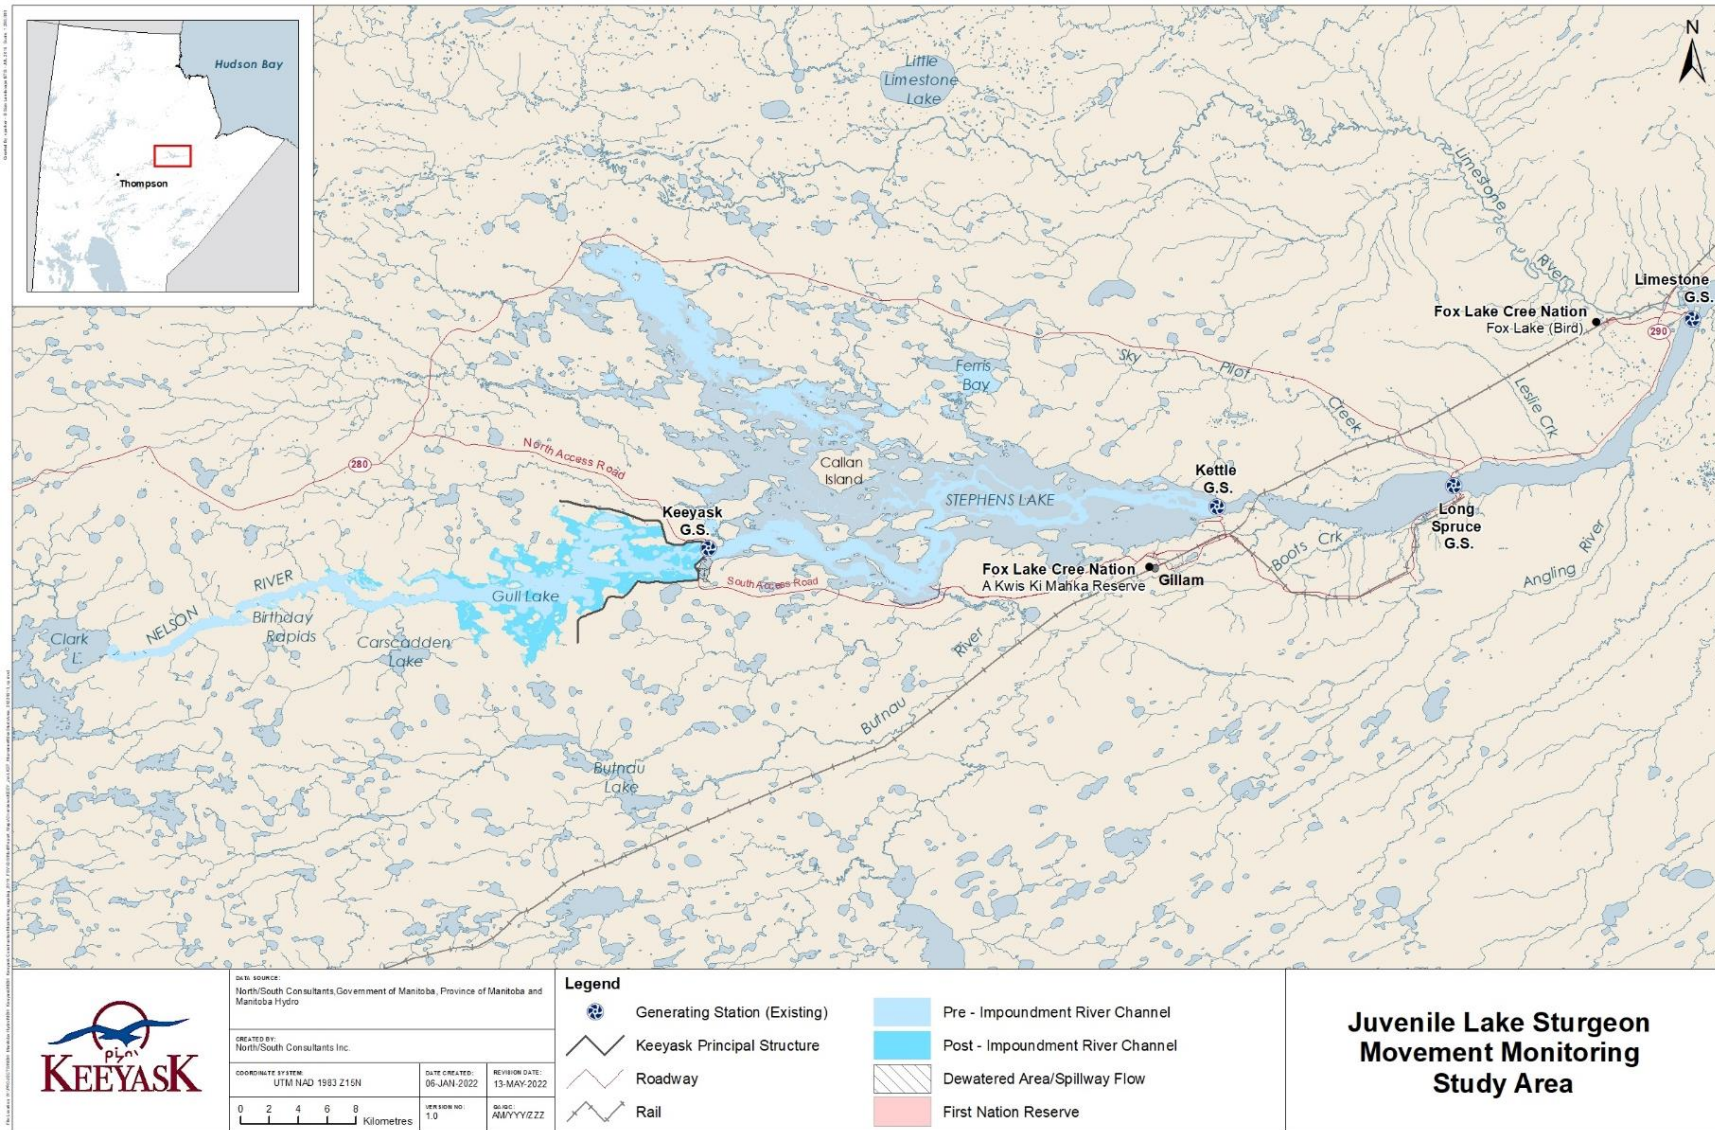 Hudson Bay
Thompson
N
Little
Limestone
Lake
Limestone
River
Limestone
G.S.
Fox Lake Cree Nation
Fox Lake (Bird)
290
Ferris
Bay
Sky Pilot Creek
Leslie Crk
North Access Road
280
Callan
Island
STEPHENS LAKE
Kettle
G.S.
Keeyask
G.S.
Long
Spruce
G.S.
Boots Crk
Angling River
Fox Lake Cree Nation
A Kwis Ki Mahka Reserve
Gillam
South Access Road
Gull Lake
NELSON RIVER
Birthday
Rapids
Clark
L.
Carscadden
Lake
Butnau River
Butnau
Lake
KEEYASK
DATA SOURCE:
North/South Consultants, Government of Manitoba, Province of Manitoba and
Manitoba Hydro
CREATED BY:
North/South Consultants Inc.
COORDINATE SYSTEM:
UTM NAD 1983 Z15N
DATE CREATED:
06-JAN-2022
REVISION DATE:
13-MAY-2022
0 2 4 6 8
Kilometres
VERSION NO:
1.0
QA/QC:
AM/YYY/ZZZ
Legend
Generating Station (Existing)
Keeyask Principal Structure
Roadway
Rail
Pre - Impoundment River Channel
Post - Impoundment River Channel
Dewatered Area/Spillway Flow
First Nation Reserve
Juvenile Lake Sturgeon
Movement Monitoring
Study Area